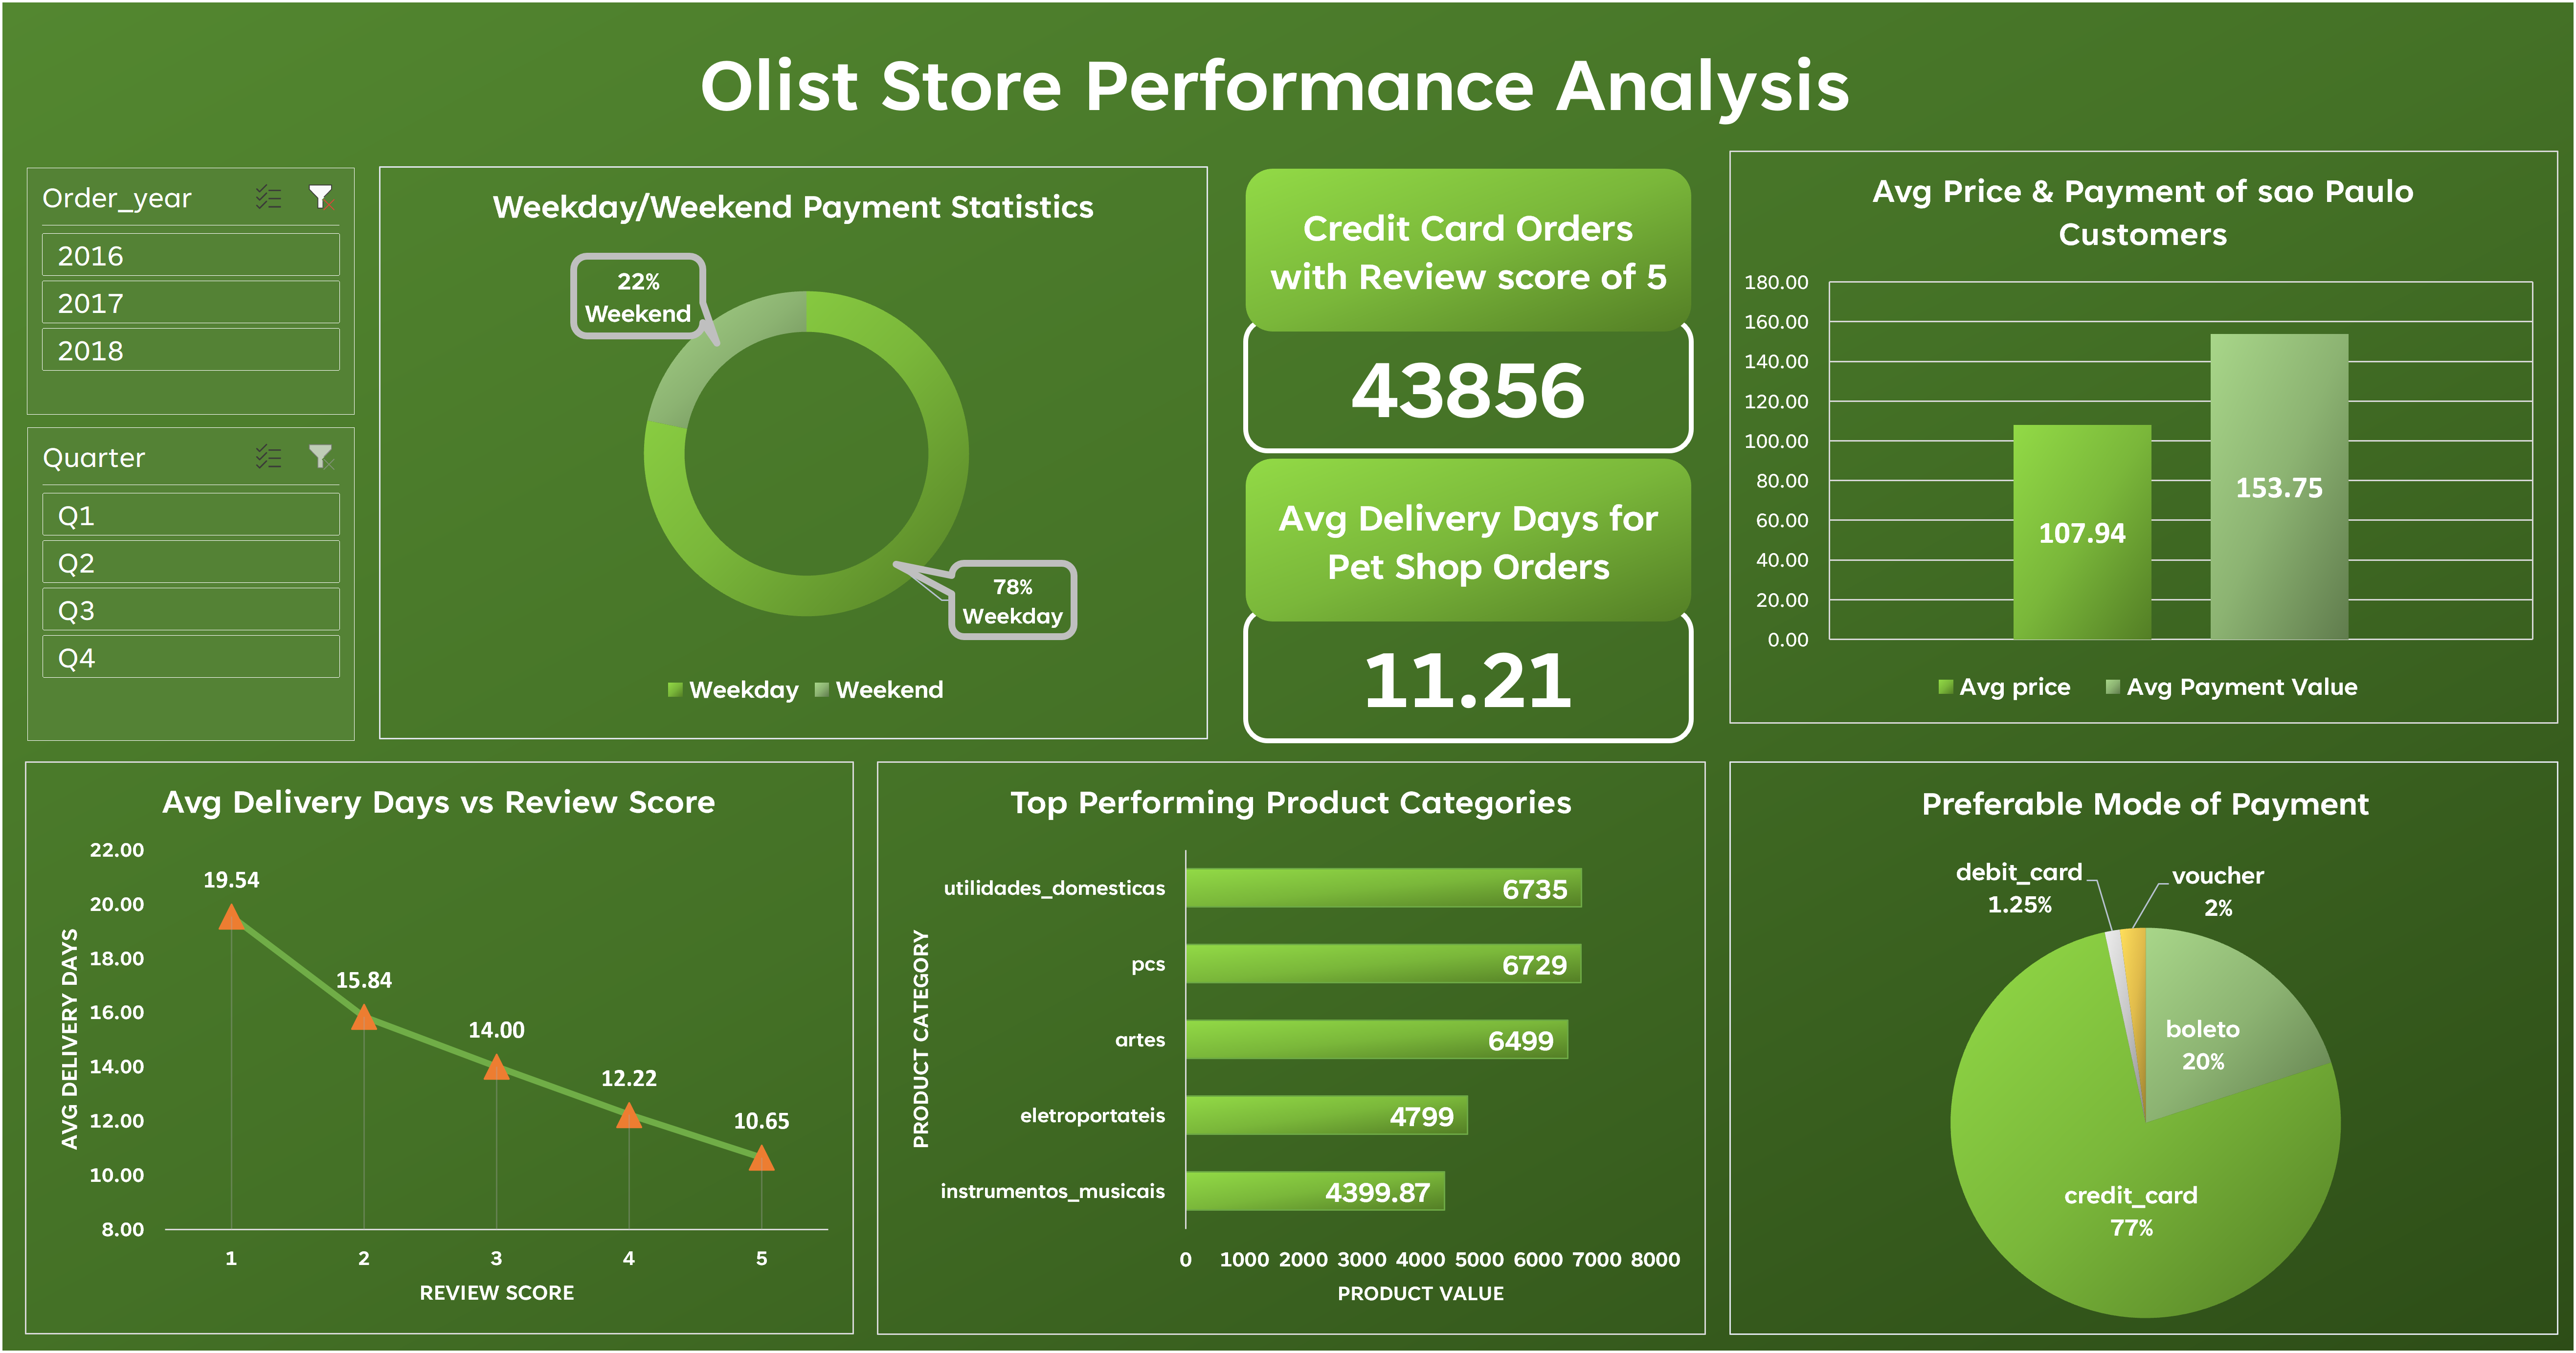 Olist Store Performance Analysis
Order_year
2016
2017
2018
Quarter
Q1
Q2
Q3
Q4
Weekday/Weekend Payment Statistics
22%
Weekend
78%
Weekday
Weekday
Weekend
Credit Card Orders
with Review score of 5
43856
Avg Delivery Days for
Pet Shop Orders
11.21
Avg Price & Payment of sao Paulo
Customers
180.00
160.00
140.00
120.00
100.00
80.00
60.00
40.00
20.00
0.00
107.94
153.75
Avg price
Avg Payment Value
Avg Delivery Days vs Review Score
AVG DELIVERY DAYS
22.00
20.00
18.00
16.00
14.00
12.00
10.00
8.00
19.54
15.84
14.00
12.22
10.65
1 2 3 4 5
REVIEW SCORE
Top Performing Product Categories
PRODUCT CATEGORY
utilidades_domesticas 6735
pcs 6729
artes 6499
eletroportateis 4799
instrumentos_musicais 4399.87
0 1000 2000 3000 4000 5000 6000 7000 8000
PRODUCT VALUE
Preferable Mode of Payment
debit_card
1.25%
voucher
2%
boleto
20%
credit_card
77%